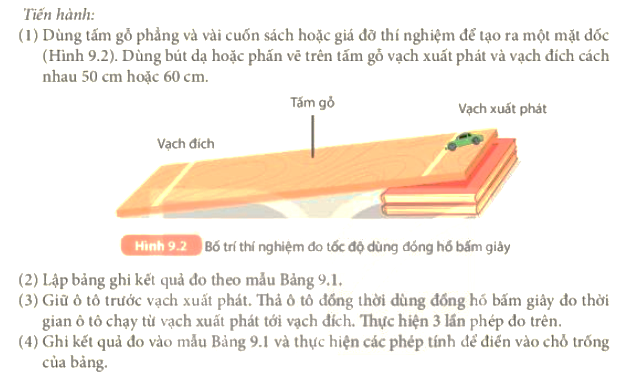 Tiến hành:
(1) Dùng tấm gỗ phẳng và vài cuốn sách hoặc giá đỡ thí nghiệm để tạo ra một mặt dốc
(Hình 9.2). Dùng bút dạ hoặc phấn vẽ trên tấm gỗ vạch xuất phát và vạch đích cách
nhau 50 cm hoặc 60 cm.
Tấm gỗ
Vạch xuất phát
Vạch đích
Hình 9.2 Bố trí thí nghiệm đo tốc độ dùng đồng hồ bấm giây
(2) Lập bảng ghi kết quả đo theo mẫu Bảng 9.1.
(3) Giữ ô tô trước vạch xuất phát. Thả ô tô đồng thời dùng đồng hồ bấm giây đo thời
gian ô tô chạy từ vạch xuất phát tới vạch đích. Thực hiện 3 lần phép đo trên.
(4) Ghi kết quả đo vào mẫu Bảng 9.1 và thực hiện các phép tính để điền vào chỗ trống
của bảng.